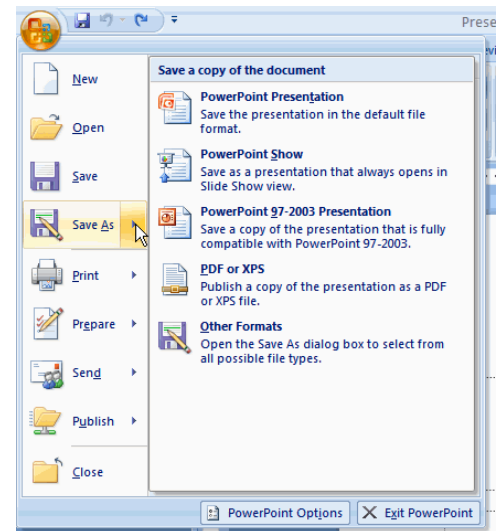 Prese
New
Open
Save
Save As
Print
Prepare
Send
Publish
Close
Save a copy of the document
PowerPoint Presentation
Save the presentation in the default file
format.
PowerPoint Show
Save as a presentation that always opens in
Slide Show view.
PowerPoint 97-2003 Presentation
Save a copy of the presentation that is fully
compatible with PowerPoint 97-2003.
PDF or XPS
Publish a copy of the presentation as a PDF
or XPS file.
Other Formats
Open the Save As dialog box to select from
all possible file types.
PowerPoint Options
Exit PowerPoint